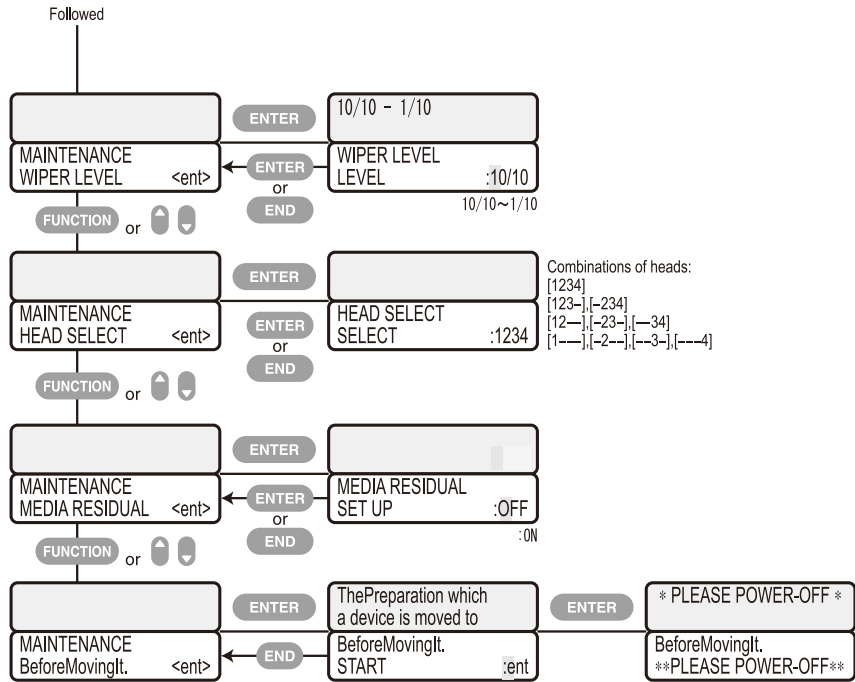 Followed
10/10 - 1/10
ENTER
MAINTENANCE
WIPER LEVEL <ent>
ENTER
or
END
WIPER LEVEL
LEVEL :10/10
10/10～1/10
FUNCTION or
ENTER
MAINTENANCE
HEAD SELECT <ent>
ENTER
or
END
HEAD SELECT
SELECT :1234
Combinations of heads:
[1234]
[123–],[–234]
[12––],[–23–],[––34]
[1–––],[–2––],[––3–],[–––4]
FUNCTION or
ENTER
MAINTENANCE
MEDIA RESIDUAL <ent>
ENTER
or
END
MEDIA RESIDUAL
SET UP :OFF
:ON
FUNCTION or
ENTER
ThePreparation which
a device is moved to
ENTER
* PLEASE POWER-OFF *
MAINTENANCE
BeforeMovingIt. <ent>
END
BeforeMovingIt.
START :ent
BeforeMovingIt.
**PLEASE POWER-OFF**